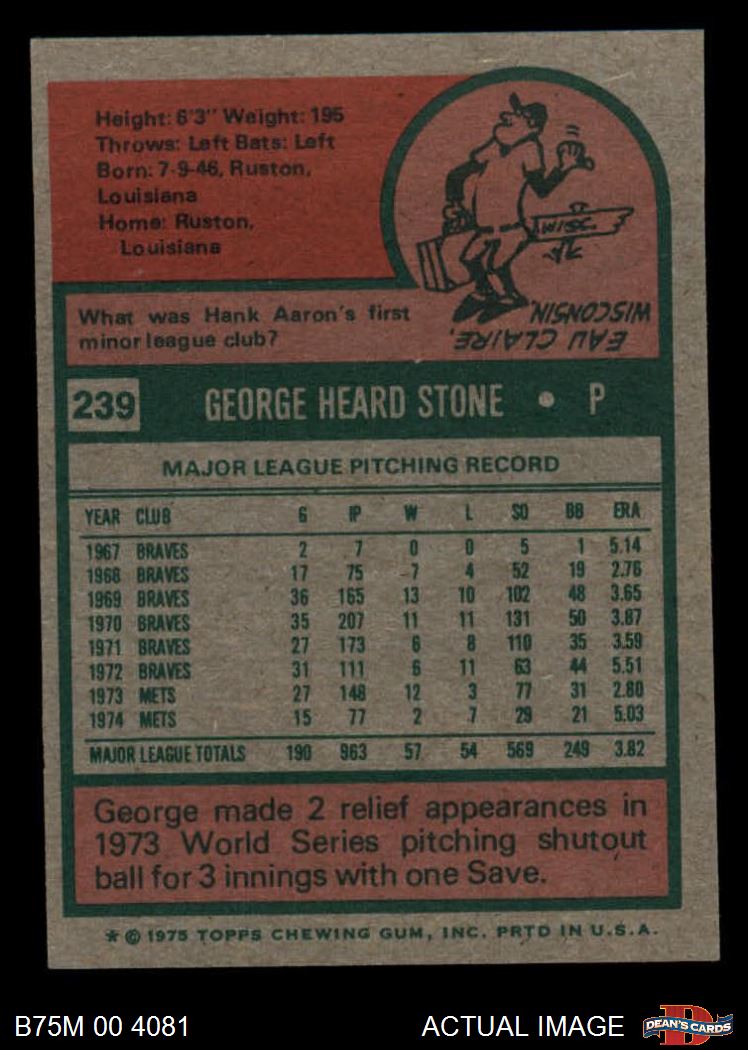 Height: 6'3" Weight: 195
Throws: Left Bats: Left
Born: 7-9-46, Ruston,
Louisiana
Home: Ruston,
Louisiana
What was Hank Aaron's first
minor league club?
EAU CLAIRE,
WISCONSIN
WISC.
239 GEORGE HEARD STONE • P
MAJOR LEAGUE PITCHING RECORD
YEAR CLUB G IP W L SO BB ERA
1967 BRAVES 2 7 0 0 5 1 5.14
1968 BRAVES 17 75 7 4 52 19 2.76
1969 BRAVES 36 165 13 10 102 48 3.65
1970 BRAVES 35 207 11 11 131 50 3.87
1971 BRAVES 27 173 6 8 110 35 3.59
1972 BRAVES 31 111 6 11 63 44 5.51
1973 METS 27 148 12 3 77 31 2.80
1974 METS 15 77 2 7 29 21 5.03
MAJOR LEAGUE TOTALS 190 963 57 54 569 249 3.82
George made 2 relief appearances in
1973 World Series pitching shutout
ball for 3 innings with one Save.
* © 1975 TOPPS CHEWING GUM, INC. PRTD IN U.S.A.
B75M 00 4081 ACTUAL IMAGE DEAN'S CARDS